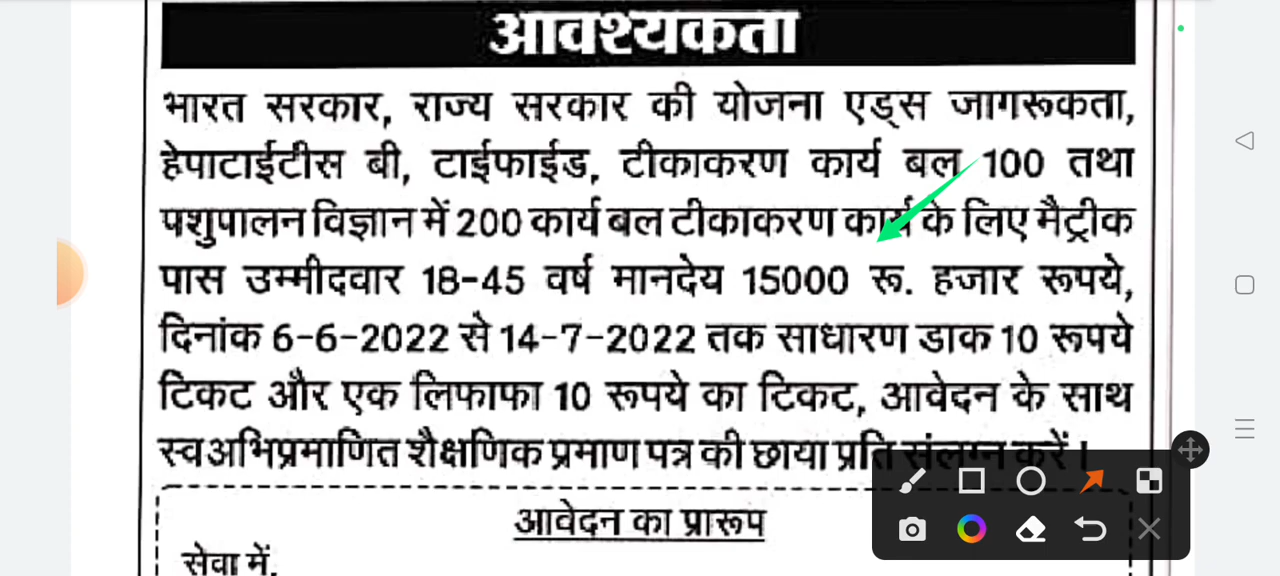 आवश्यकता
भारत सरकार, राज्य सरकार की योजना एड्स जागरूकता,
हेपाटाईटीस बी, टाईफाईड, टीकाकरण कार्य बल 100 तथा
पशुपालन विज्ञान में 200 कार्य बल टीकाकरण कार्य के लिए मैट्रीक
पास उम्मीदवार 18-45 वर्ष मानदेय 15000 रू. हजार रूपये,
दिनांक 6-6-2022 से 14-7-2022 तक साधारण डाक 10 रूपये
टिकट और एक लिफाफा 10 रूपये का टिकट, आवेदन के साथ
स्वअभिप्रमाणित शैक्षणिक प्रमाण पत्र की छाया प्रति संलग्न करें।
आवेदन का प्रारूप
सेवा में,